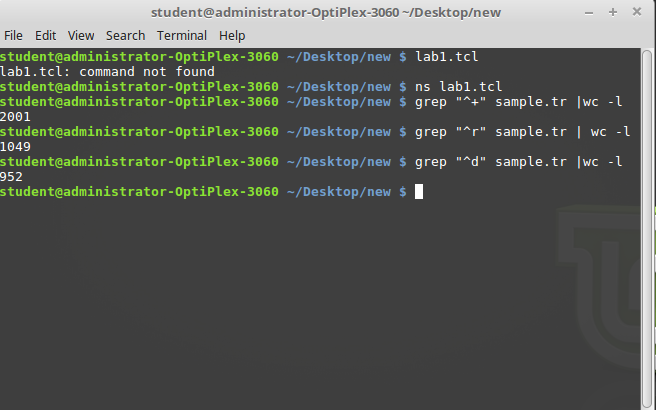 student@administrator-OptiPlex-3060 ~/Desktop/new
File Edit View Search Terminal Help
student@administrator-OptiPlex-3060 ~/Desktop/new $ lab1.tcl
lab1.tcl: command not found
student@administrator-OptiPlex-3060 ~/Desktop/new $ ns lab1.tcl
student@administrator-OptiPlex-3060 ~/Desktop/new $ grep "^+" sample.tr |wc -l
2001
student@administrator-OptiPlex-3060 ~/Desktop/new $ grep "^r" sample.tr | wc -l
1049
student@administrator-OptiPlex-3060 ~/Desktop/new $ grep "^d" sample.tr |wc -l
952
student@administrator-OptiPlex-3060 ~/Desktop/new $